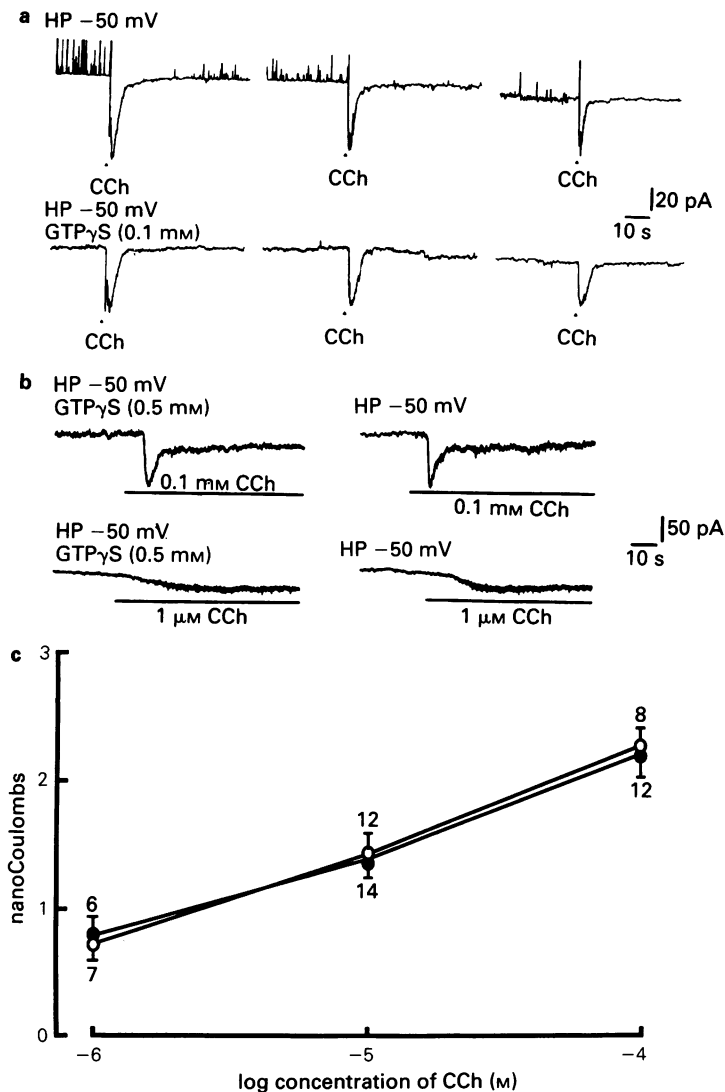 a HP −50 mV
CCh
CCh
CCh
20 pA
10 s
HP −50 mV
GTPγS (0.1 mM)
CCh
CCh
CCh
b HP −50 mV
GTPγS (0.5 mM)
HP −50 mV
0.1 mM CCh
0.1 mM CCh
50 pA
10 s
HP −50 mV
GTPγS (0.5 mM)
HP −50 mV
1 μM CCh
1 μM CCh
c
3
2
1
0
nanoCoulombs
6
7
12
14
8
12
−6
−5
−4
log concentration of CCh (M)